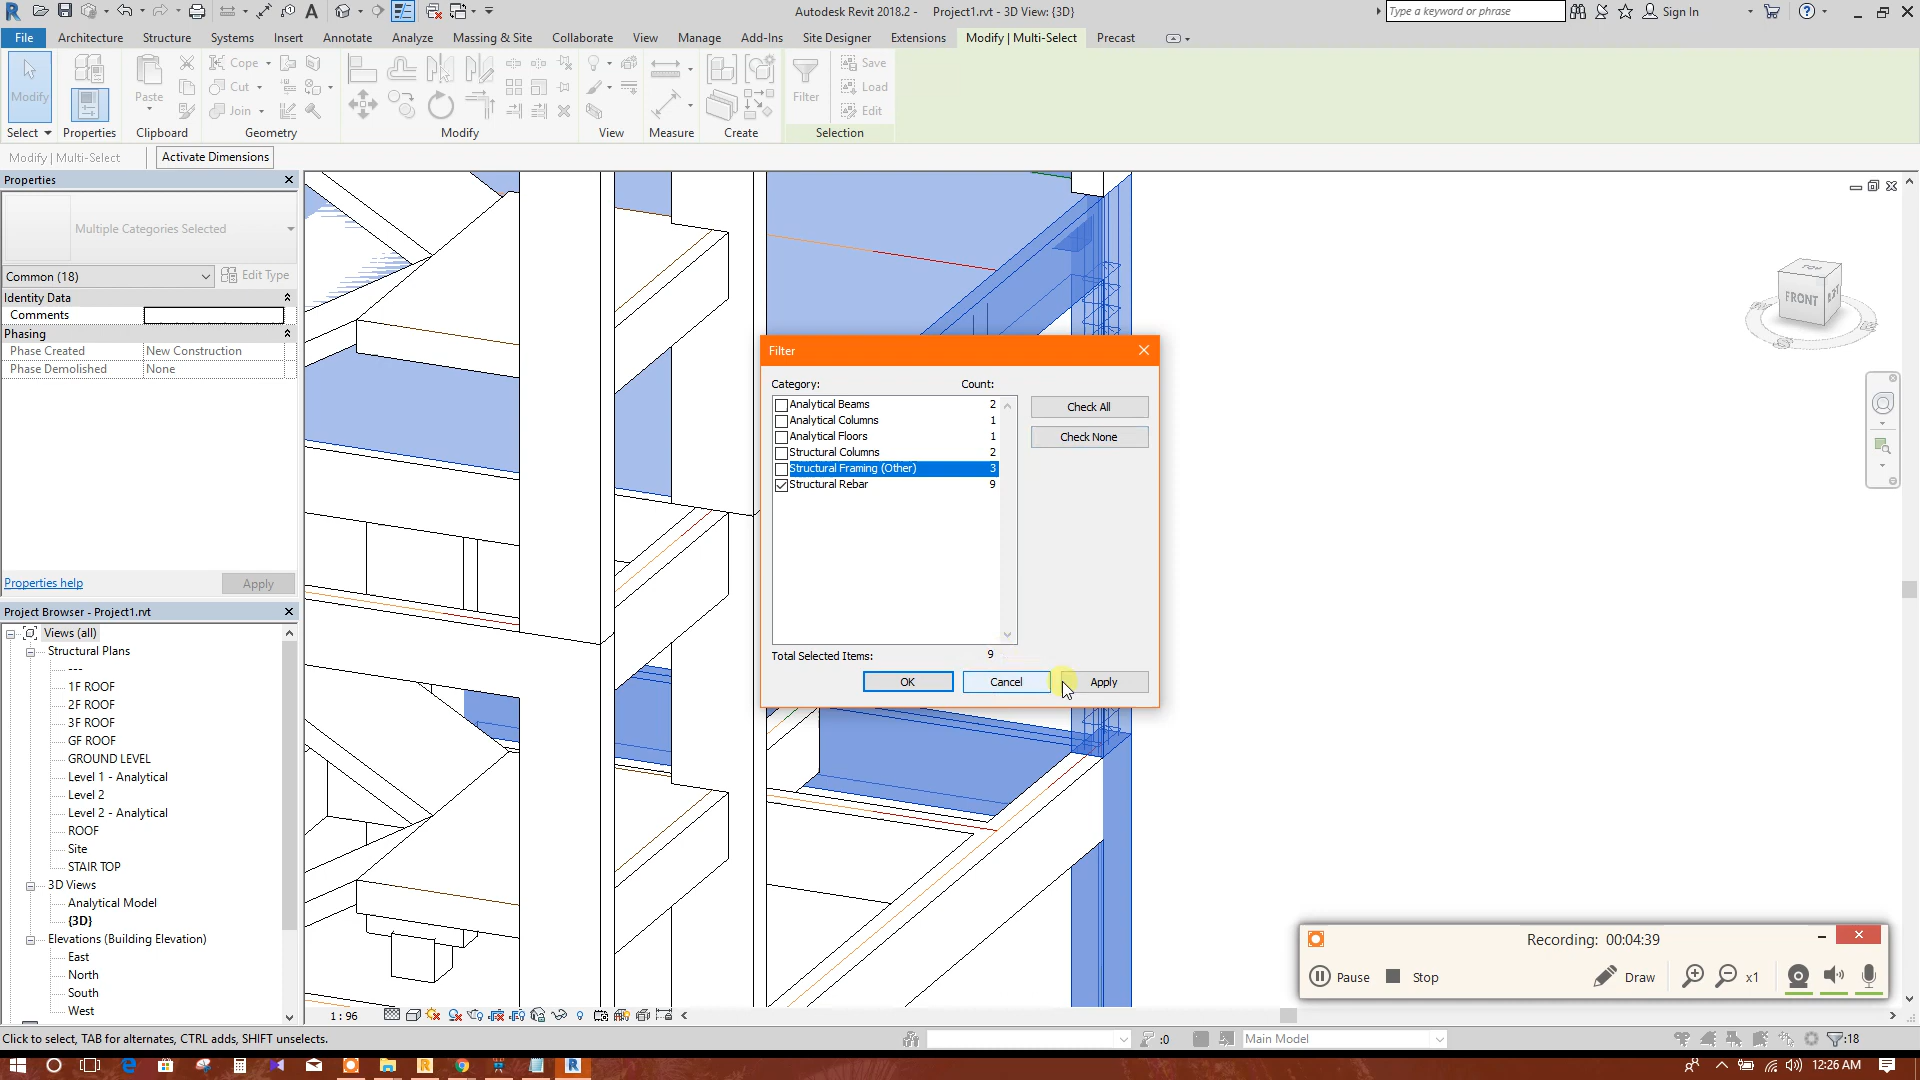 Autodesk Revit 2018.2 - Project1.rvt - 3D View: {3D}
Type a keyword or phrase
Sign In
File Architecture Structure Systems Insert Annotate Analyze Massing & Site Collaborate View Manage Add-Ins Site Designer Extensions Modify | Multi-Select Precast
Modify
Paste
Cope
Cut
Join
Filter
Save
Load
Edit
Select Properties Clipboard Geometry Modify View Measure Create Selection
Modify | Multi-Select Activate Dimensions
Properties
Multiple Categories Selected
Common (18) Edit Type
Identity Data
Comments
Phasing
Phase Created New Construction
Phase Demolished None
Properties help Apply
Project Browser - Project1.rvt
Views (all)
Structural Plans
---
1F ROOF
2F ROOF
3F ROOF
GF ROOF
GROUND LEVEL
Level 1 - Analytical
Level 2
Level 2 - Analytical
ROOF
Site
STAIR TOP
3D Views
Analytical Model
{3D}
Elevations (Building Elevation)
East
North
South
West
Filter
Category: Count:
Analytical Beams 2
Analytical Columns 1
Analytical Floors 1
Structural Columns 2
Structural Framing (Other) 3
Structural Rebar 9
Check All
Check None
Total Selected Items: 9
OK Cancel Apply
TOP
FRONT
Recording: 00:04:39
Pause Stop Draw x1
1 : 96
Click to select, TAB for alternates, CTRL adds, SHIFT unselects.
:0 Main Model :18
12:26 AM